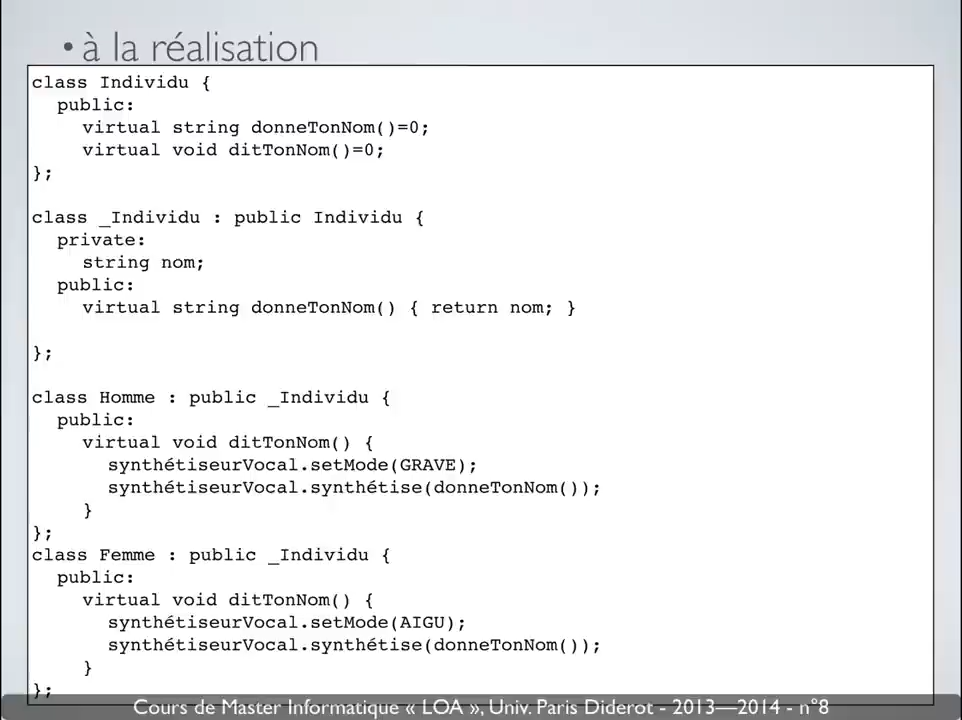 • à la réalisation
class Individu {
public:
virtual string donneTonNom()=0;
virtual void ditTonNom()=0;
};
class _Individu : public Individu {
private:
string nom;
public:
virtual string donneTonNom() { return nom; }
};
class Homme : public _Individu {
public:
virtual void ditTonNom() {
synthétiseurVocal.setMode(GRAVE);
synthétiseurVocal.synthétise(donneTonNom());
}
};
class Femme : public _Individu {
public:
virtual void ditTonNom() {
synthétiseurVocal.setMode(AIGU);
synthétiseurVocal.synthétise(donneTonNom());
}
};
Cours de Master Informatique « LOA », Univ. Paris Diderot - 2013—2014 - n°8